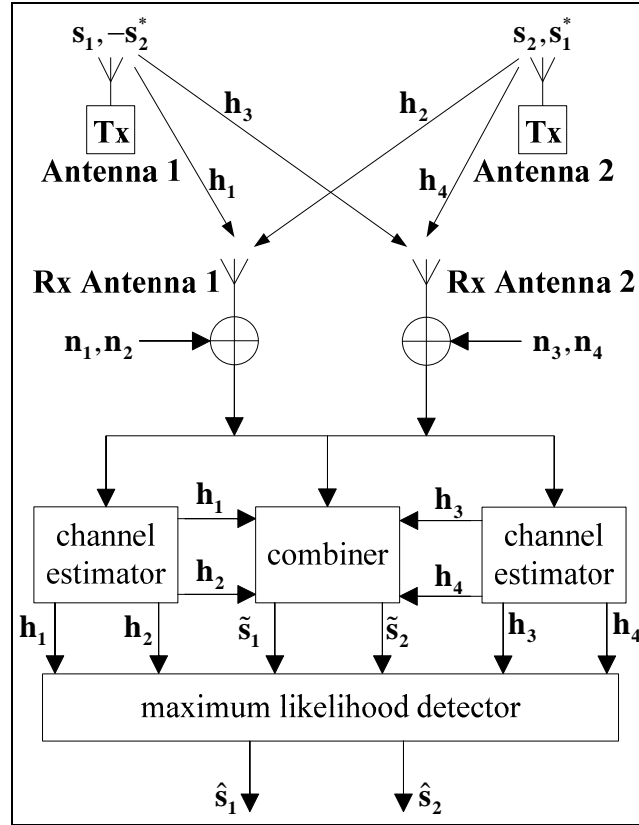 s₁, −s₂* s₂, s₁*
h₃ h₂
Tx Tx
Antenna 1 Antenna 2
h₁ h₄
Rx Antenna 1 Rx Antenna 2
n₁, n₂ n₃, n₄
h₁ h₃
channel estimator combiner channel estimator
h₂ h₄
h₁ h₂ s̃₁ s̃₂ h₃ h₄
maximum likelihood detector
ŝ₁ ŝ₂